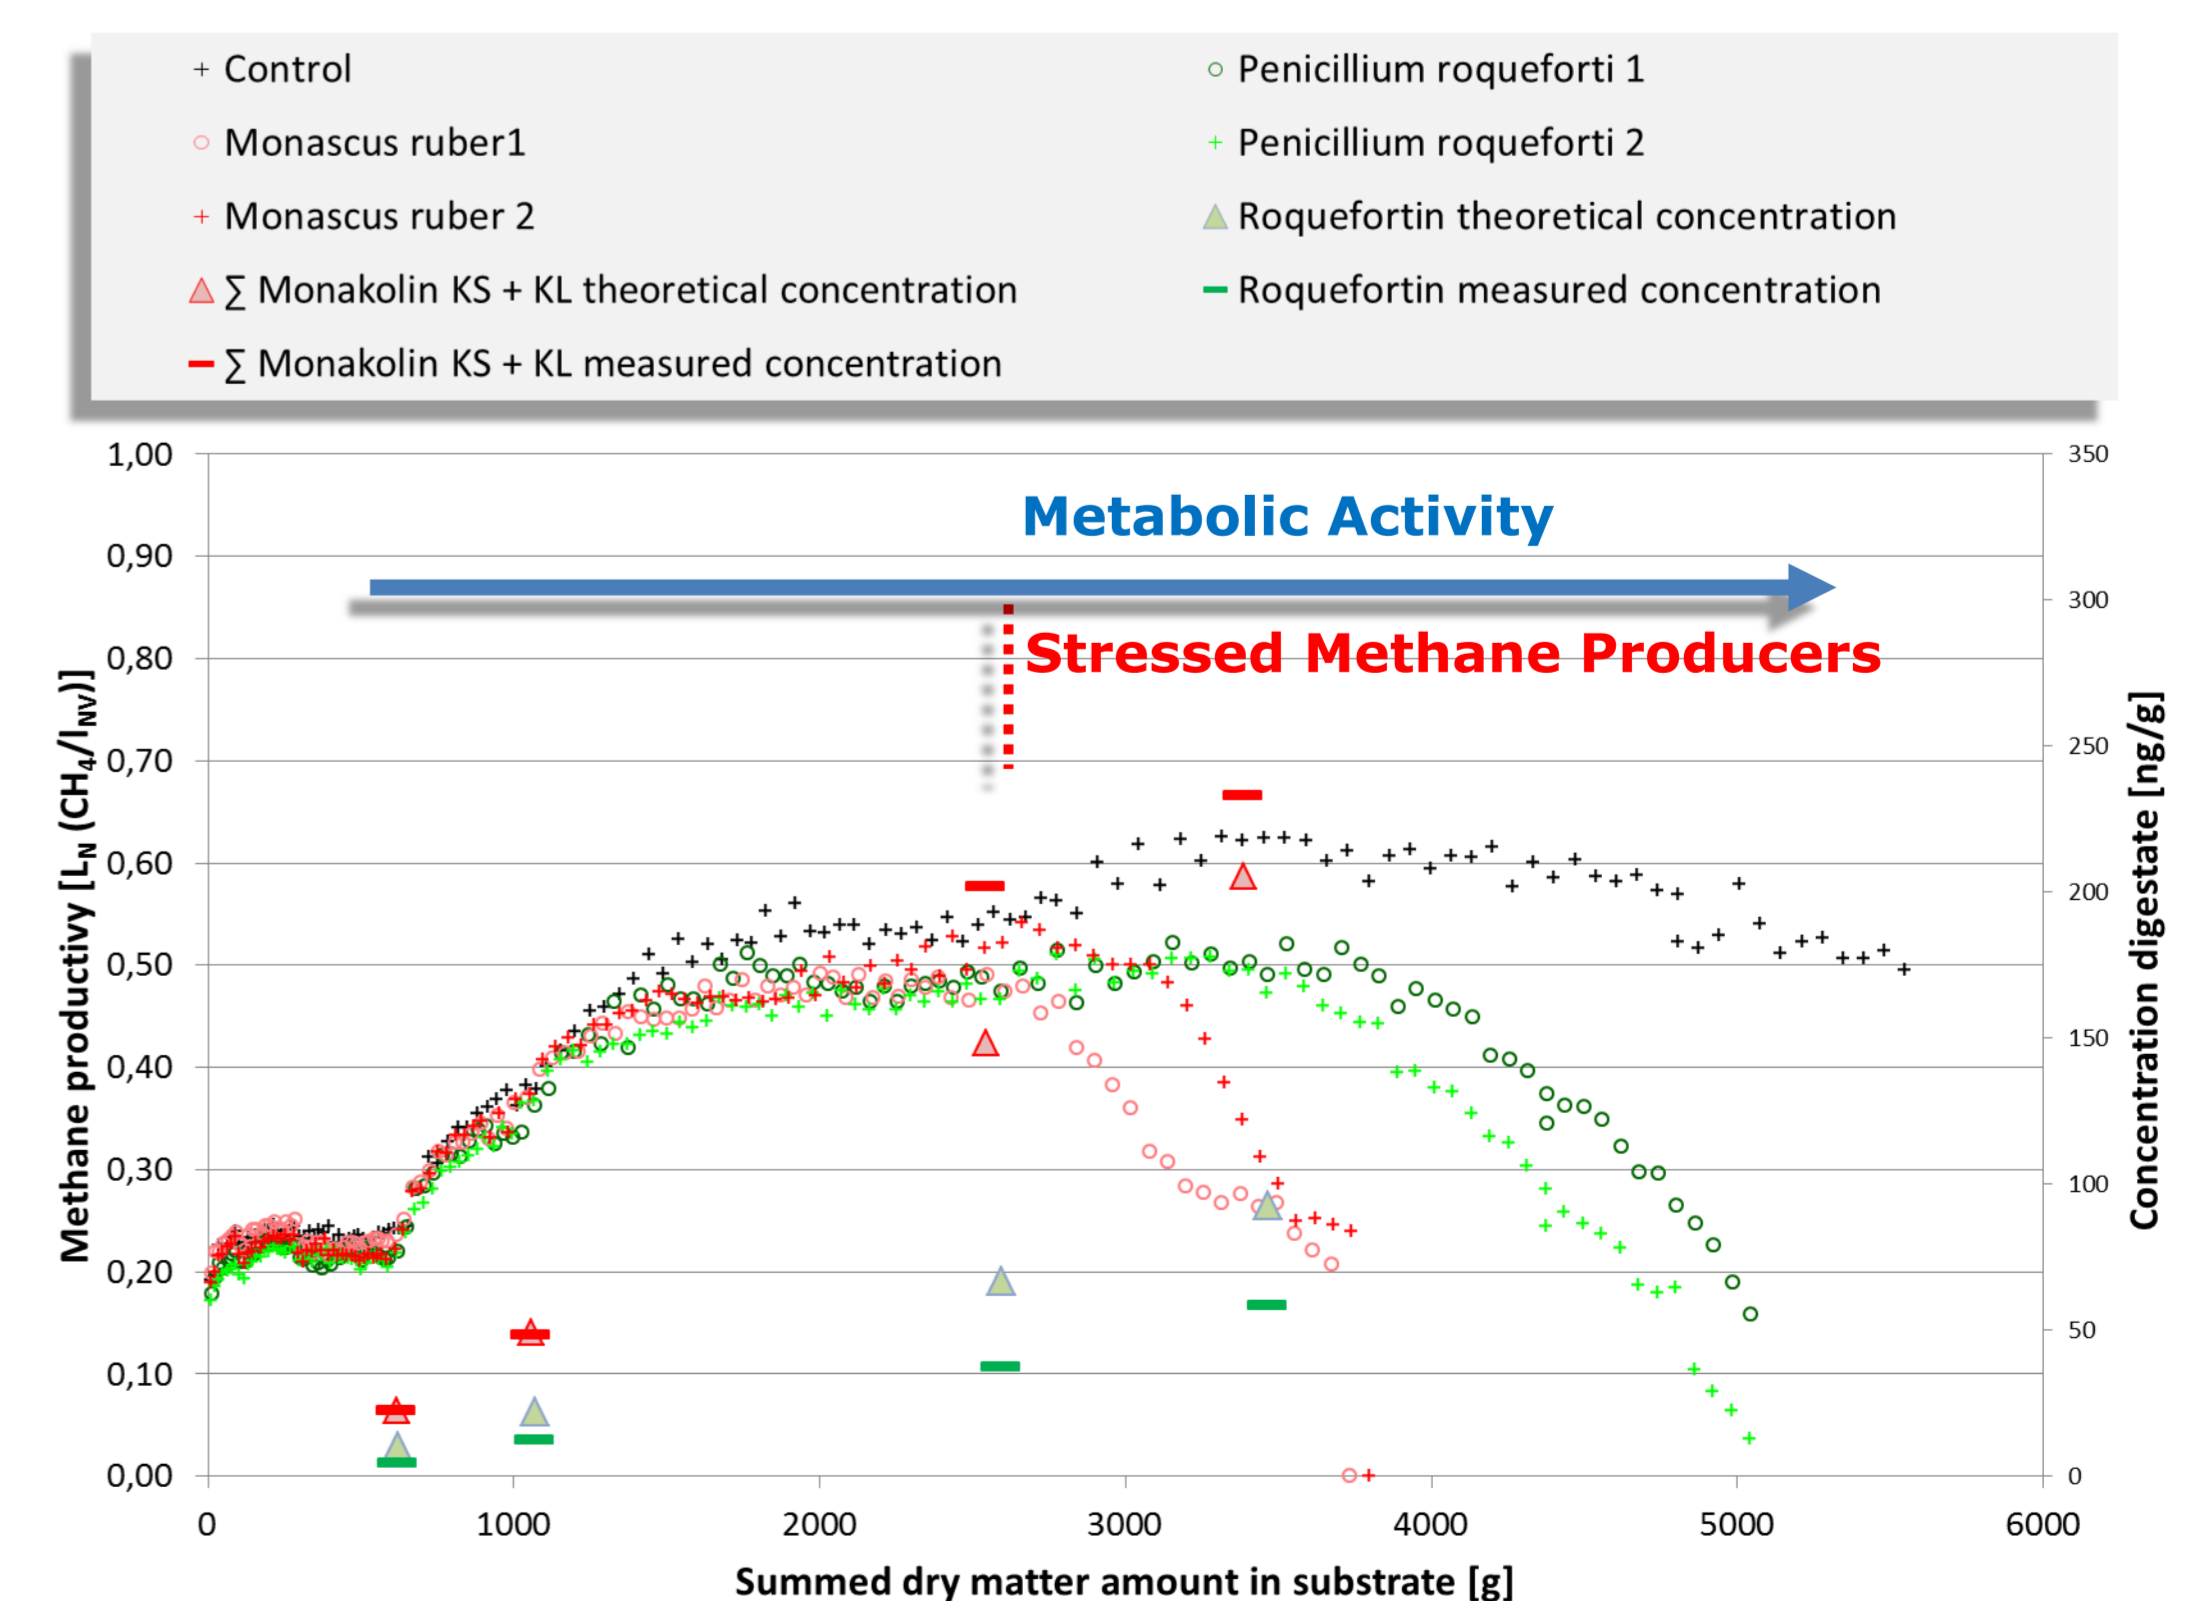 + Control
○ Penicillium roqueforti 1
○ Monascus ruber1
+ Penicillium roqueforti 2
+ Monascus ruber 2
Roquefortin theoretical concentration
∑ Monakolin KS + KL theoretical concentration
Roquefortin measured concentration
∑ Monakolin KS + KL measured concentration
1,00
0,90
0,80
0,70
0,60
0,50
0,40
0,30
0,20
0,10
0,00
Methane productivy [L_N (CH_4/l_NV)]
Metabolic Activity
Stressed Methane Producers
350
300
250
200
150
100
50
0
Concentration digestate [ng/g]
0 1000 2000 3000 4000 5000 6000
Summed dry matter amount in substrate [g]